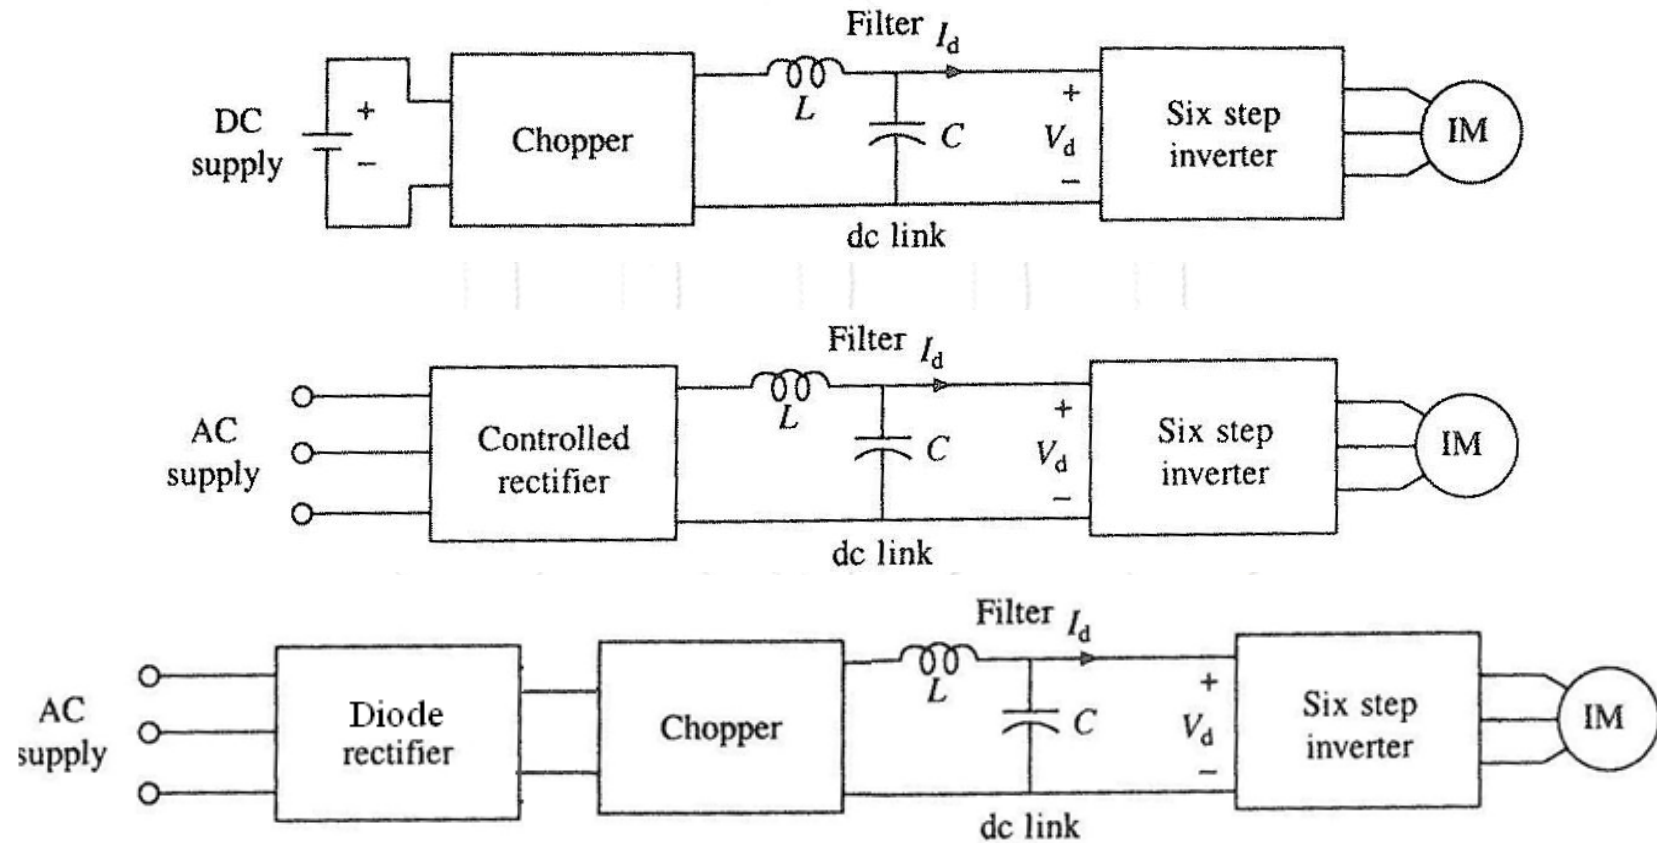 Filter I_d
DC
supply
+
−
Chopper
L
C
+
V_d
−
Six step
inverter
IM
dc link
Filter I_d
AC
supply
Controlled
rectifier
L
C
+
V_d
−
Six step
inverter
IM
dc link
Filter I_d
AC
supply
Diode
rectifier
Chopper
L
C
+
V_d
−
Six step
inverter
IM
dc link